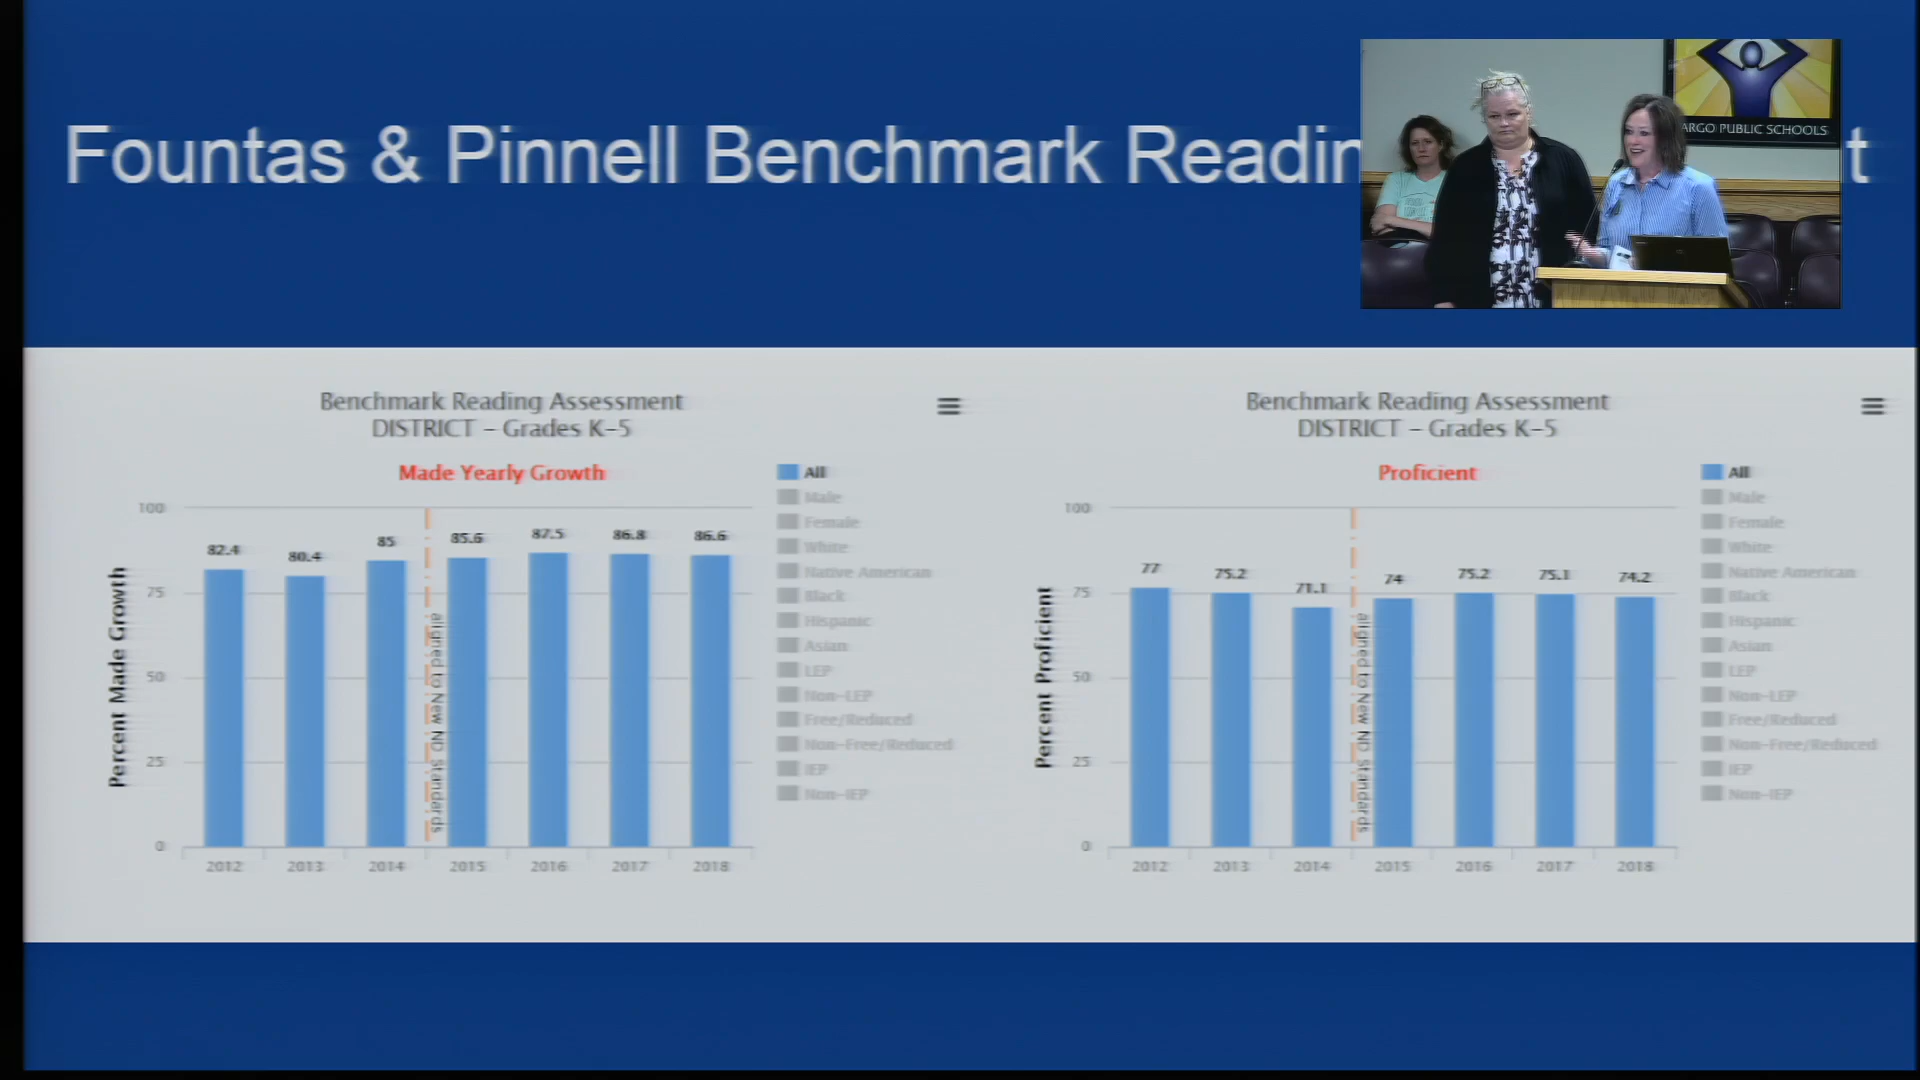 Fountas & Pinnell Benchmark Readin t
ARGO PUBLIC SCHOOLS
Benchmark Reading Assessment
DISTRICT – Grades K–5
Made Yearly Growth
Percent Made Growth
100
75
50
25
0
82.4
80.4
85
85.6
87.5
86.8
86.6
aligned to New ND standards
2012
2013
2014
2015
2016
2017
2018
All
Male
Female
White
Native American
Black
Hispanic
Asian
LEP
Non-LEP
Free/Reduced
Non-Free/Reduced
IEP
Non-IEP
Benchmark Reading Assessment
DISTRICT – Grades K–5
Proficient
Percent Proficient
100
75
50
25
0
77
75.2
71.1
74
75.2
75.1
74.2
aligned to New ND standards
2012
2013
2014
2015
2016
2017
2018
All
Male
Female
White
Native American
Black
Hispanic
Asian
LEP
Non-LEP
Free/Reduced
Non-Free/Reduced
IEP
Non-IEP